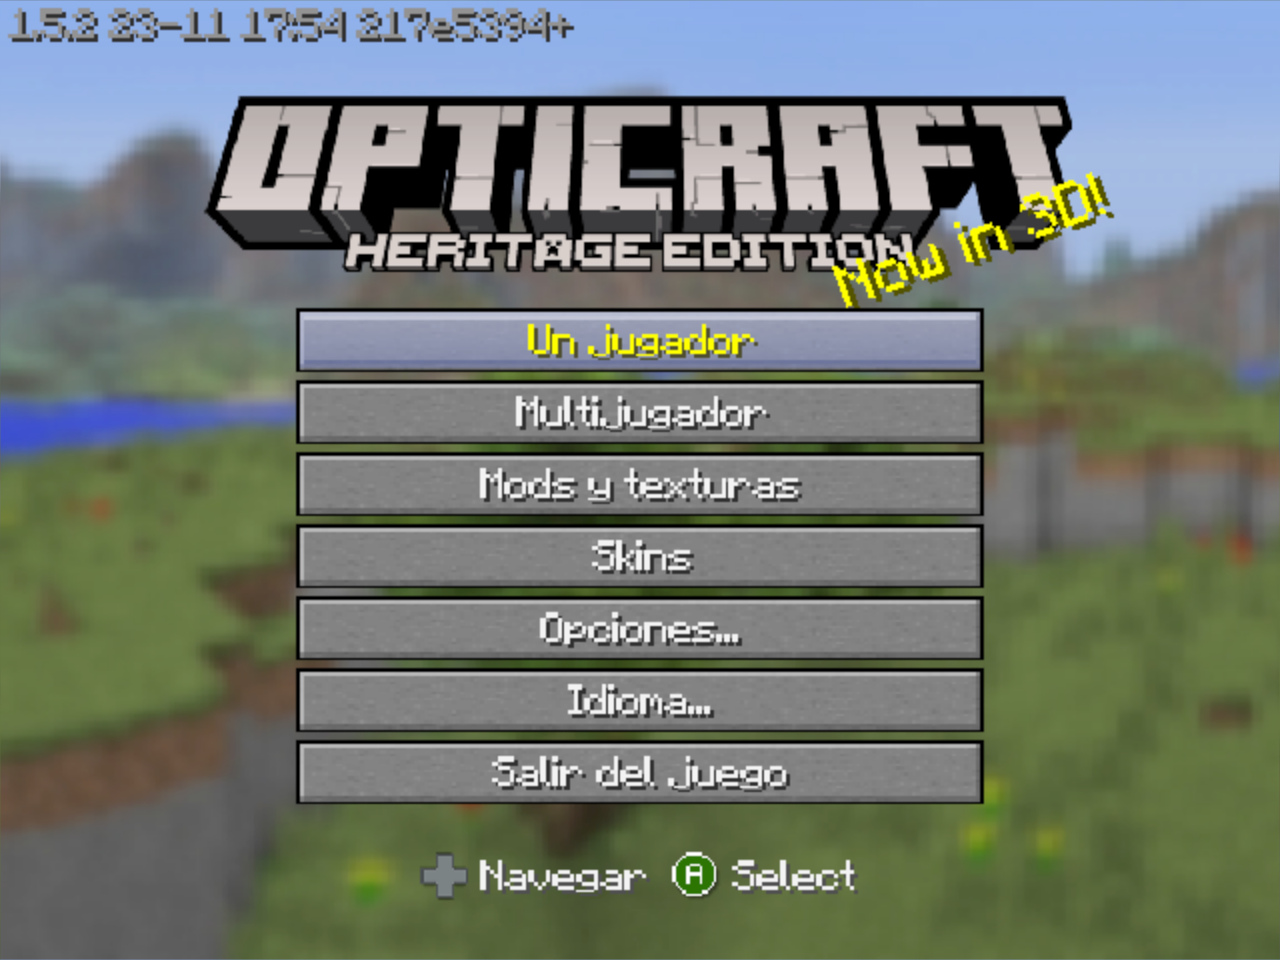 1.5.2 23-11 17:54 217e5394+
OPTICRAFT
HERITAGE EDITION
Now in 3D!
Un jugador
Multijugador
Mods y texturas
Skins
Opciones...
Idioma...
Salir del juego
Navegar A Select